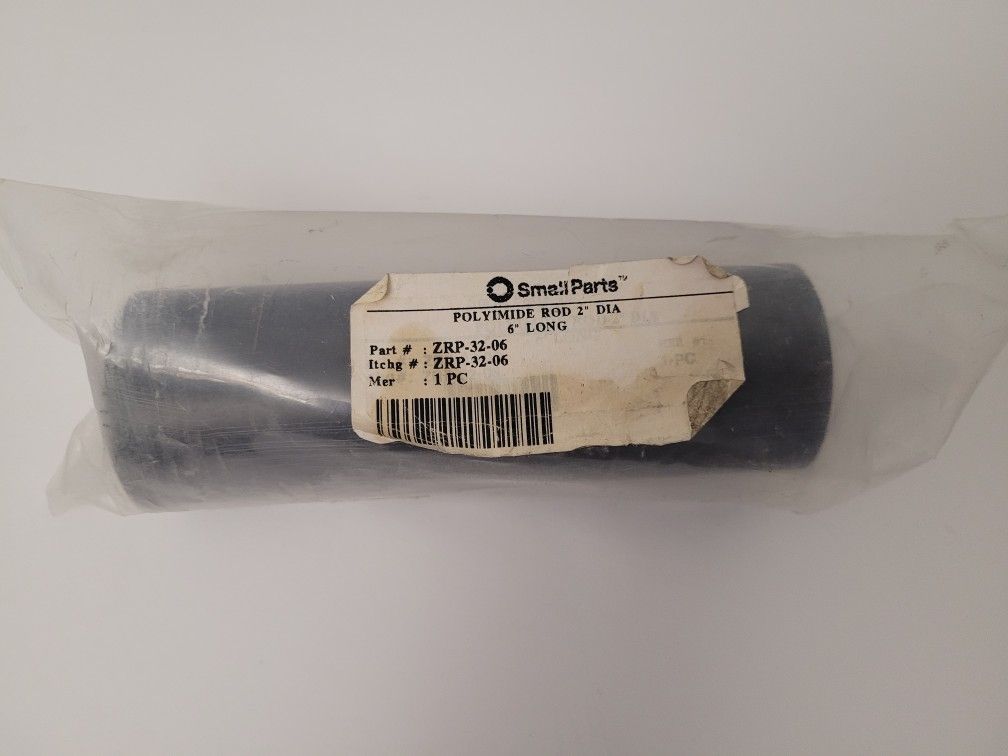 Small Parts™
POLYIMIDE ROD 2" DIA
6" LONG
Part # : ZRP-32-06
Itchg # : ZRP-32-06
Mer : 1 PC
PC